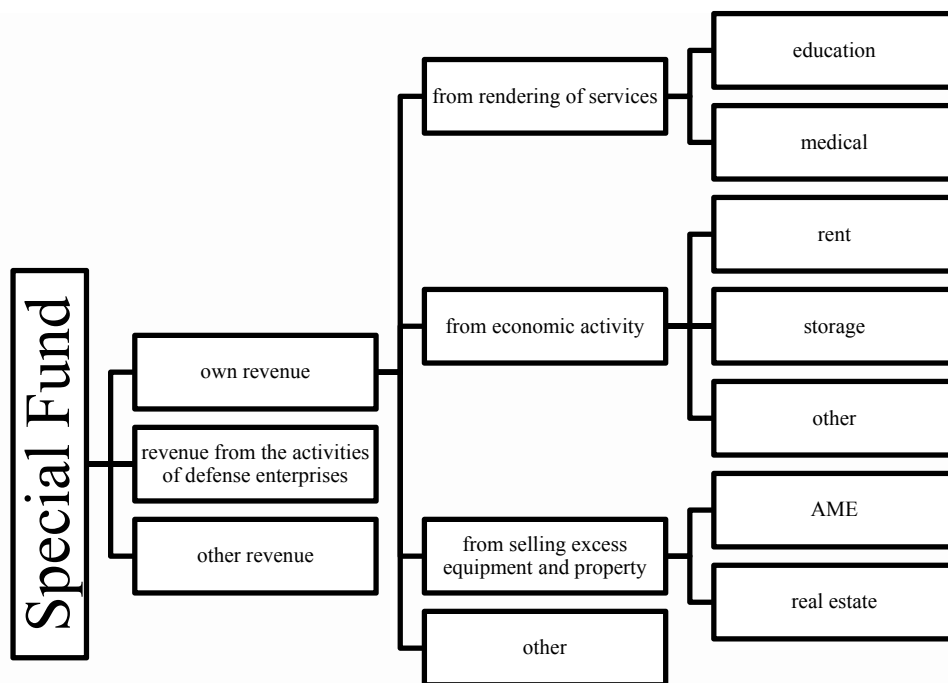 Special Fund
own revenue
revenue from the activities
of defense enterprises
other revenue
from rendering of services
from economic activity
from selling excess
equipment and property
other
education
medical
rent
storage
other
AME
real estate